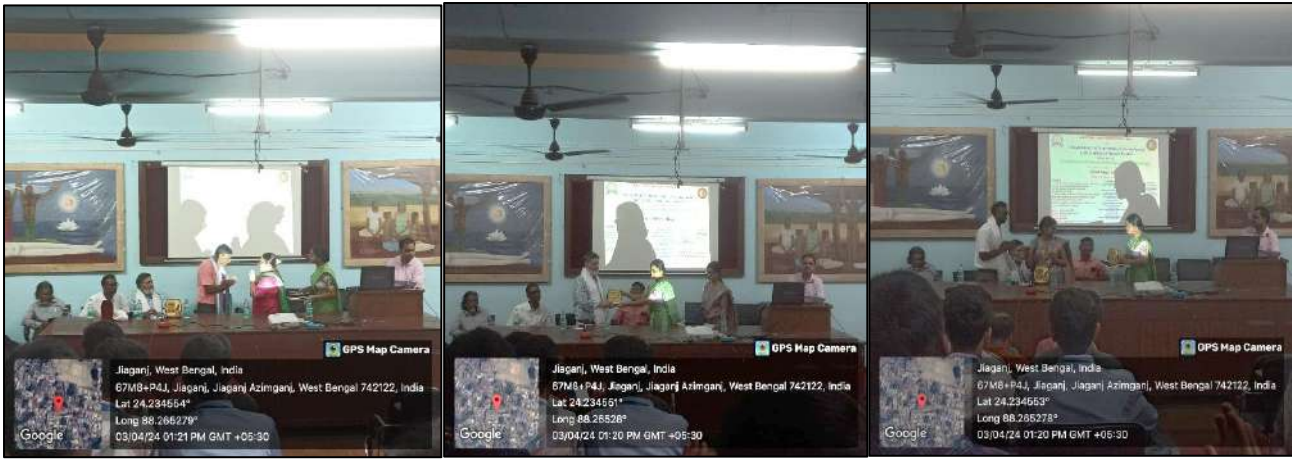 GPS Map Camera
Jiaganj, West Bengal, India
67M8+P4J, Jiaganj, Jiaganj Azimganj, West Bengal 742122, India
Lat 24.234554°
Long 88.265279°
03/04/24 01:21 PM GMT +05:30
Google
GPS Map Camera
Jiaganj, West Bengal, India
67M8+P4J, Jiaganj, Jiaganj Azimganj, West Bengal 742122, India
Lat 24.234551°
Long 88.26528°
03/04/24 01:20 PM GMT +05:30
Google
GPS Map Camera
Jiaganj, West Bengal, India
67M8+P4J, Jiaganj, Jiaganj Azimganj, West Bengal 742122, India
Lat 24.234553°
Long 88.265278°
03/04/24 01:20 PM GMT +05:30
Google